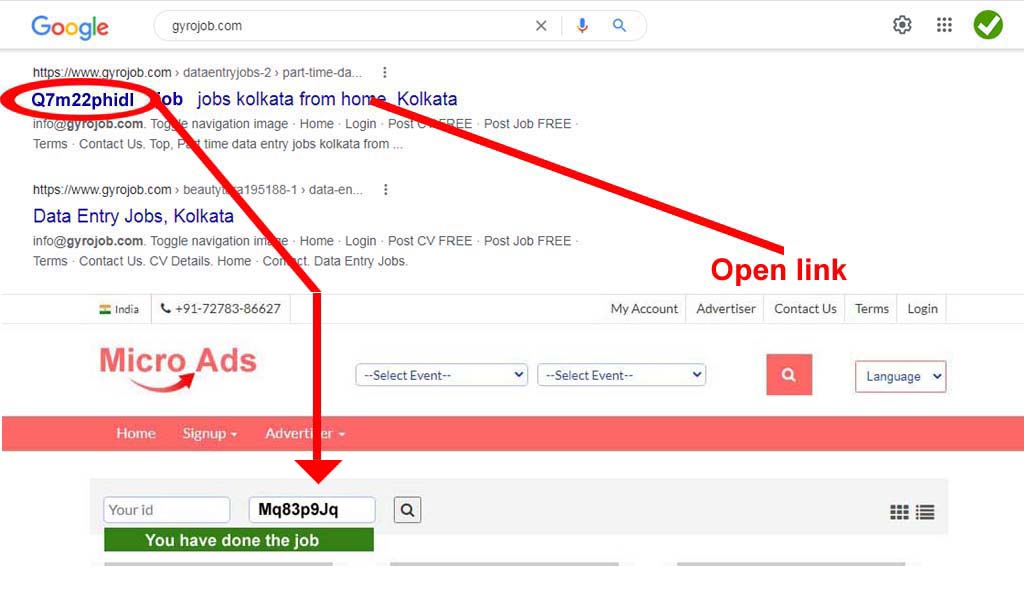 Google gyrojob.com
https://www.gyrojob.com › dataentryjobs-2 › part-time-da...
Q7m22phidI job jobs kolkata from home, Kolkata
info@gyrojob.com. Toggle navigation image · Home · Login · Post CV FREE · Post Job FREE ·
Terms · Contact Us. Top, Part time data entry jobs kolkata from ...
https://www.gyrojob.com › beautytara195188-1 › data-en...
Data Entry Jobs, Kolkata
info@gyrojob.com. Toggle navigation image · Home · Login · Post CV FREE · Post Job FREE ·
Terms · Contact Us. CV Details. Home · Contact. Data Entry Jobs.
Open link
India +91-72783-86627 My Account Advertiser Contact Us Terms Login
Micro Ads
--Select Event-- --Select Event-- Language
Home Signup Advertiser
Your id Mq83p9Jq
You have done the job